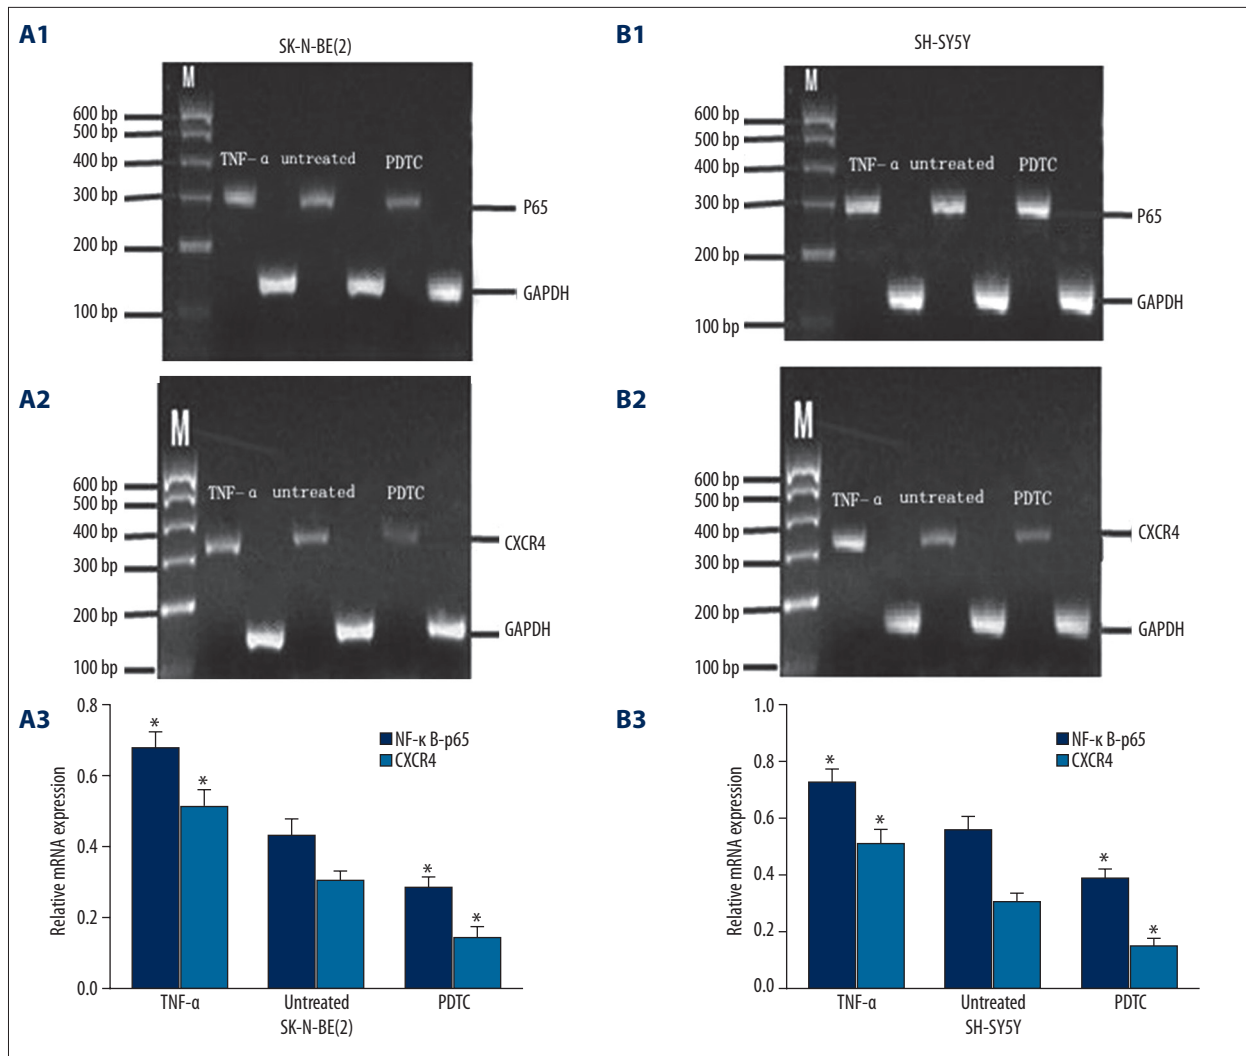 A1
SK-N-BE(2)
M
600 bp
500 bp
400 bp
300 bp
200 bp
100 bp
TNF-α untreated PDTC
P65
GAPDH
B1
SH-SY5Y
M
600 bp
500 bp
400 bp
300 bp
200 bp
100 bp
TNF-α untreated PDTC
P65
GAPDH
A2
M
600 bp
500 bp
400 bp
300 bp
200 bp
100 bp
TNF-α untreated PDTC
CXCR4
GAPDH
B2
M
600 bp
500 bp
400 bp
300 bp
200 bp
100 bp
TNF-α untreated PDTC
CXCR4
GAPDH
A3
Relative mRNA expression
0.8
0.6
0.4
0.2
0.0
* * * *
NF-κ B-p65
CXCR4
TNF-α Untreated PDTC
SK-N-BE(2)
B3
Relative mRNA expression
1.0
0.8
0.6
0.4
0.2
0.0
* * * *
NF-κ B-p65
CXCR4
TNF-α Untreated PDTC
SH-SY5Y